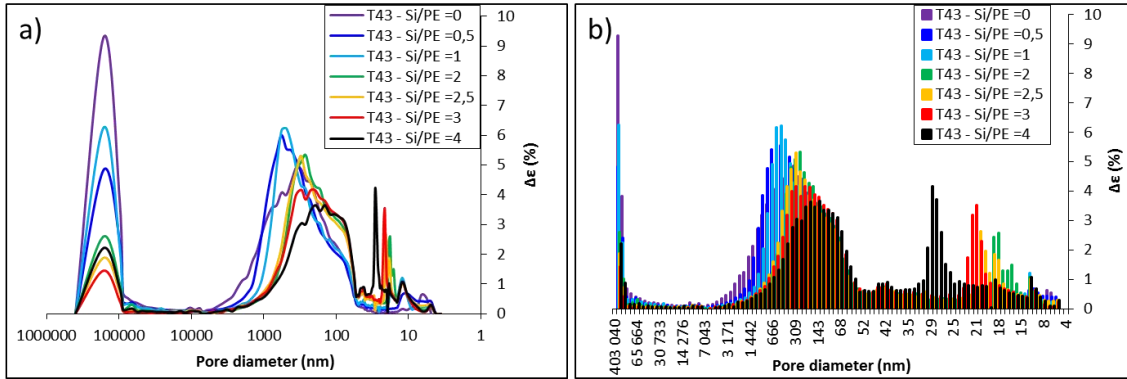 a)
T43 - Si/PE =0
T43 - Si/PE =0,5
T43 - Si/PE =1
T43 - Si/PE =2
T43 - Si/PE =2,5
T43 - Si/PE =3
T43 - Si/PE =4
10
9
8
7
6
5
4
3
2
1
0
Δε (%)
1000000 100000 10000 1000 100 10 1
Pore diameter (nm)
b)
T43 - Si/PE =0
T43 - Si/PE =0,5
T43 - Si/PE =1
T43 - Si/PE =2
T43 - Si/PE =2,5
T43 - Si/PE =3
T43 - Si/PE =4
10
9
8
7
6
5
4
3
2
1
0
Δε (%)
403 040 65 664 30 733 14 276 7 043 3 171 1 442 666 309 143 68 52 42 35 29 25 21 18 15 8 4
Pore diameter (nm)